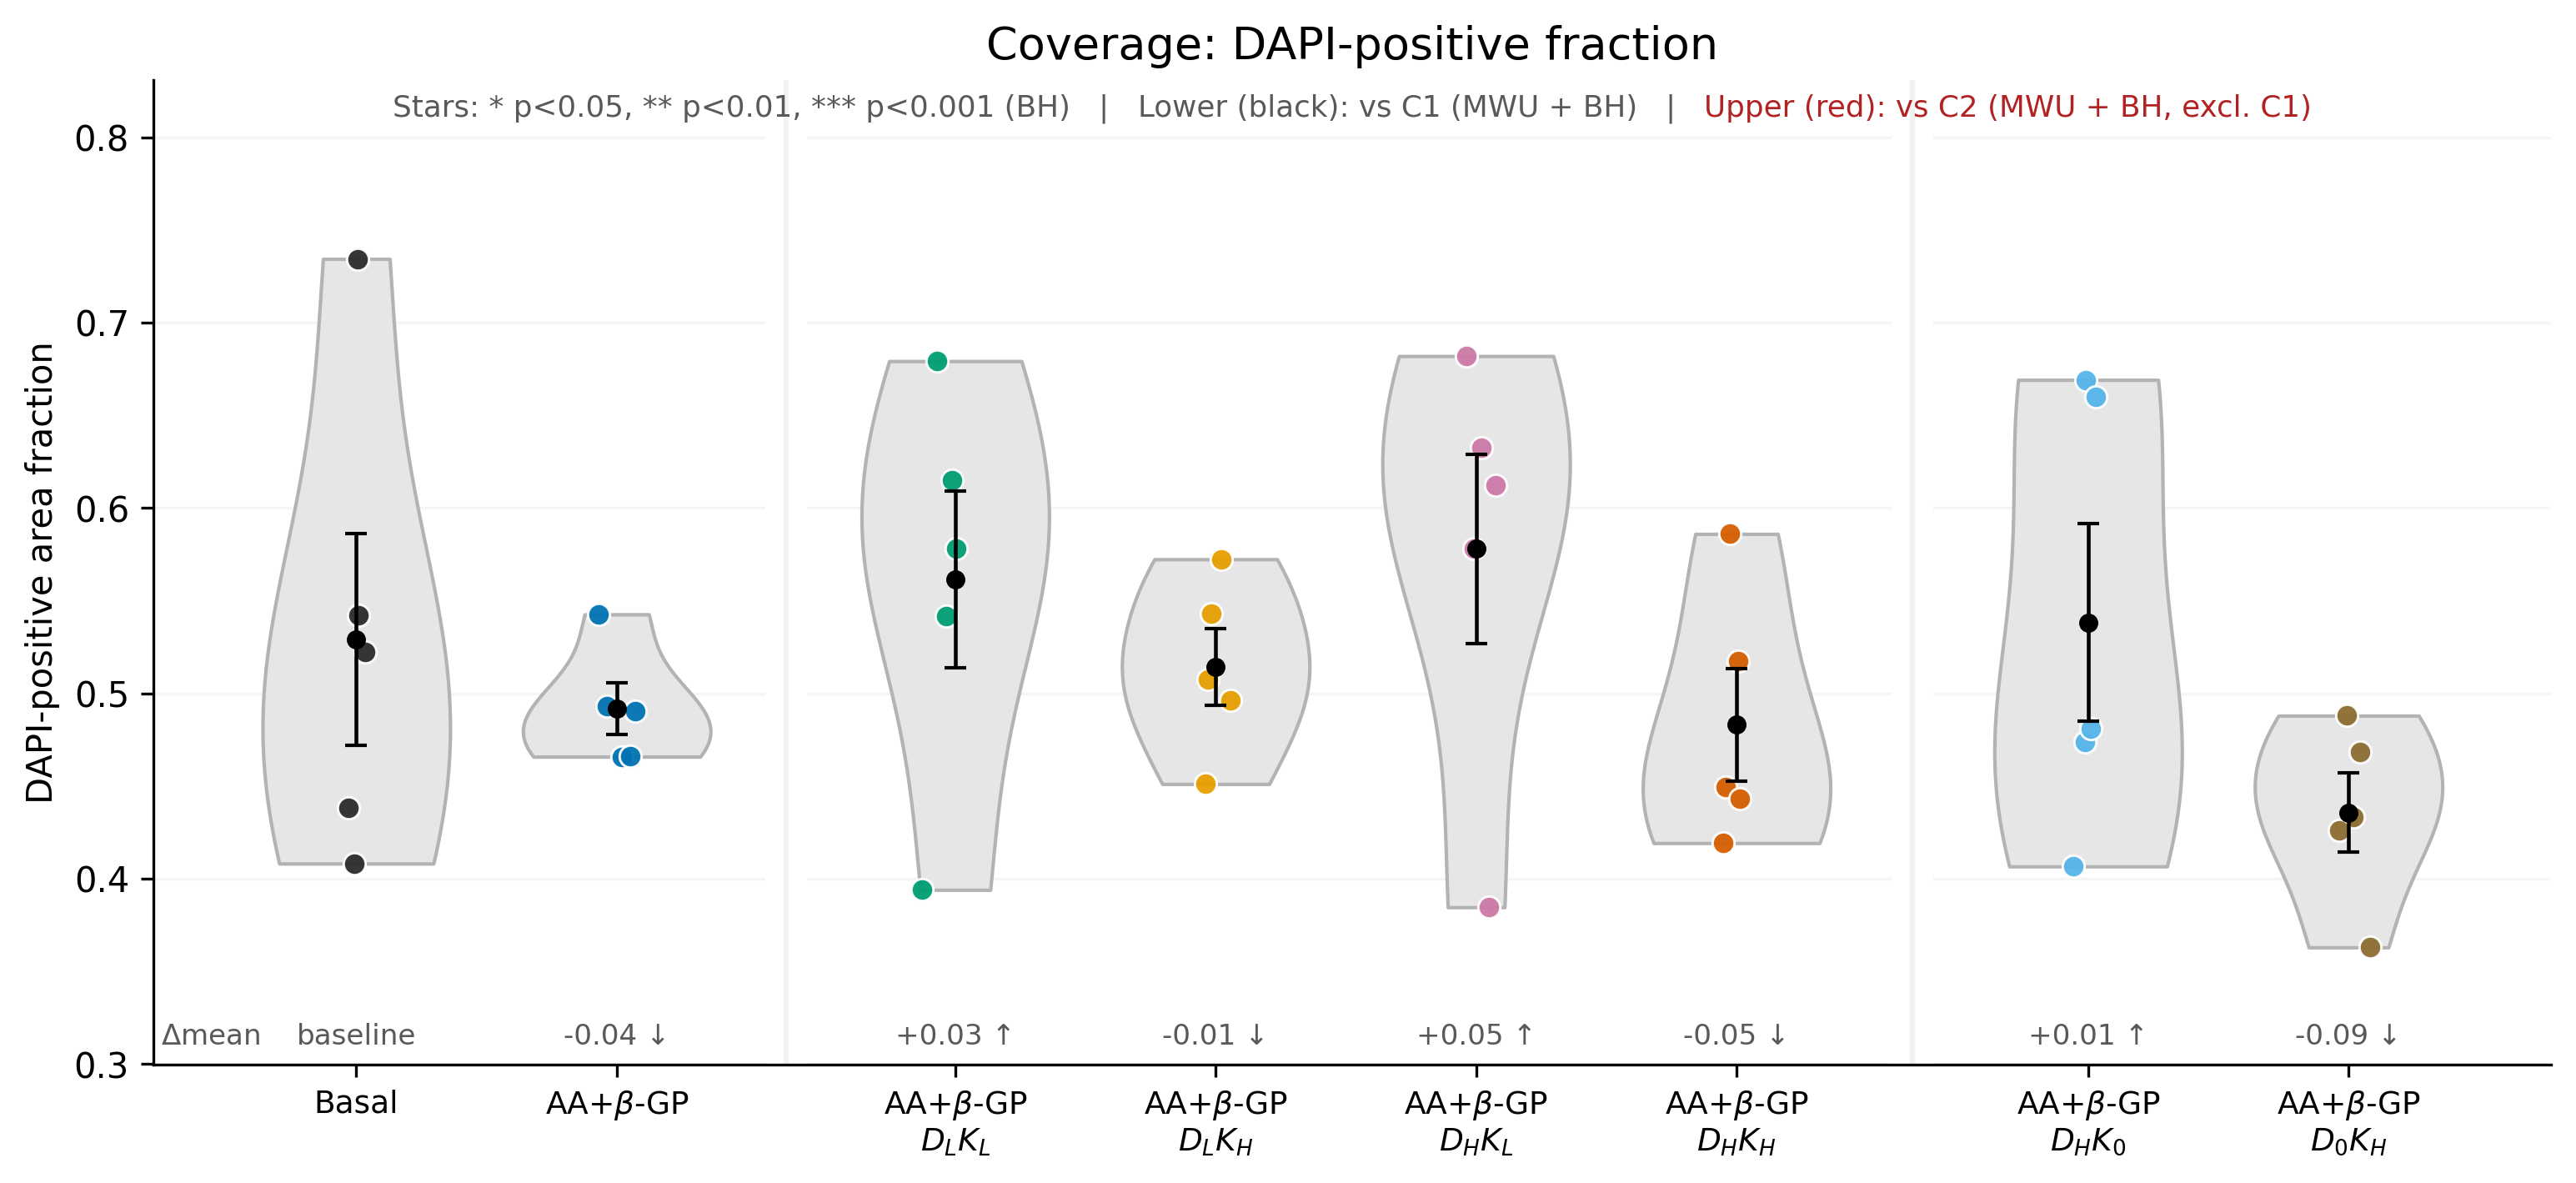 Coverage: DAPI-positive fraction
Stars: * p<0.05, ** p<0.01, *** p<0.001 (BH) | Lower (black): vs C1 (MWU + BH) | Upper (red): vs C2 (MWU + BH, excl. C1)
DAPI-positive area fraction
0.8
0.7
0.6
0.5
0.4
0.3
Δmean baseline -0.04 ↓ +0.03 ↑ -0.01 ↓ +0.05 ↑ -0.05 ↓ +0.01 ↑ -0.09 ↓
Basal AA+β-GP AA+β-GP AA+β-GP AA+β-GP AA+β-GP AA+β-GP AA+β-GP
D_LK_L D_LK_H D_HK_L D_HK_H D_HK_0 D_0K_H